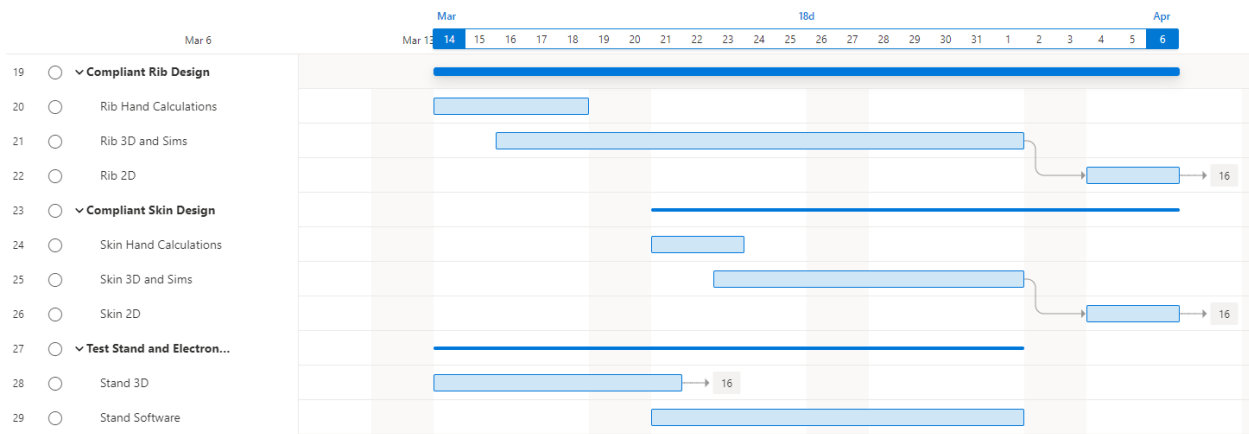 Mar 18d Apr
Mar 6 Mar 13 14 15 16 17 18 19 20 21 22 23 24 25 26 27 28 29 30 31 1 2 3 4 5 6
19 Compliant Rib Design
20 Rib Hand Calculations
21 Rib 3D and Sims
22 Rib 2D 16
23 Compliant Skin Design
24 Skin Hand Calculations
25 Skin 3D and Sims
26 Skin 2D 16
27 Test Stand and Electron...
28 Stand 3D 16
29 Stand Software